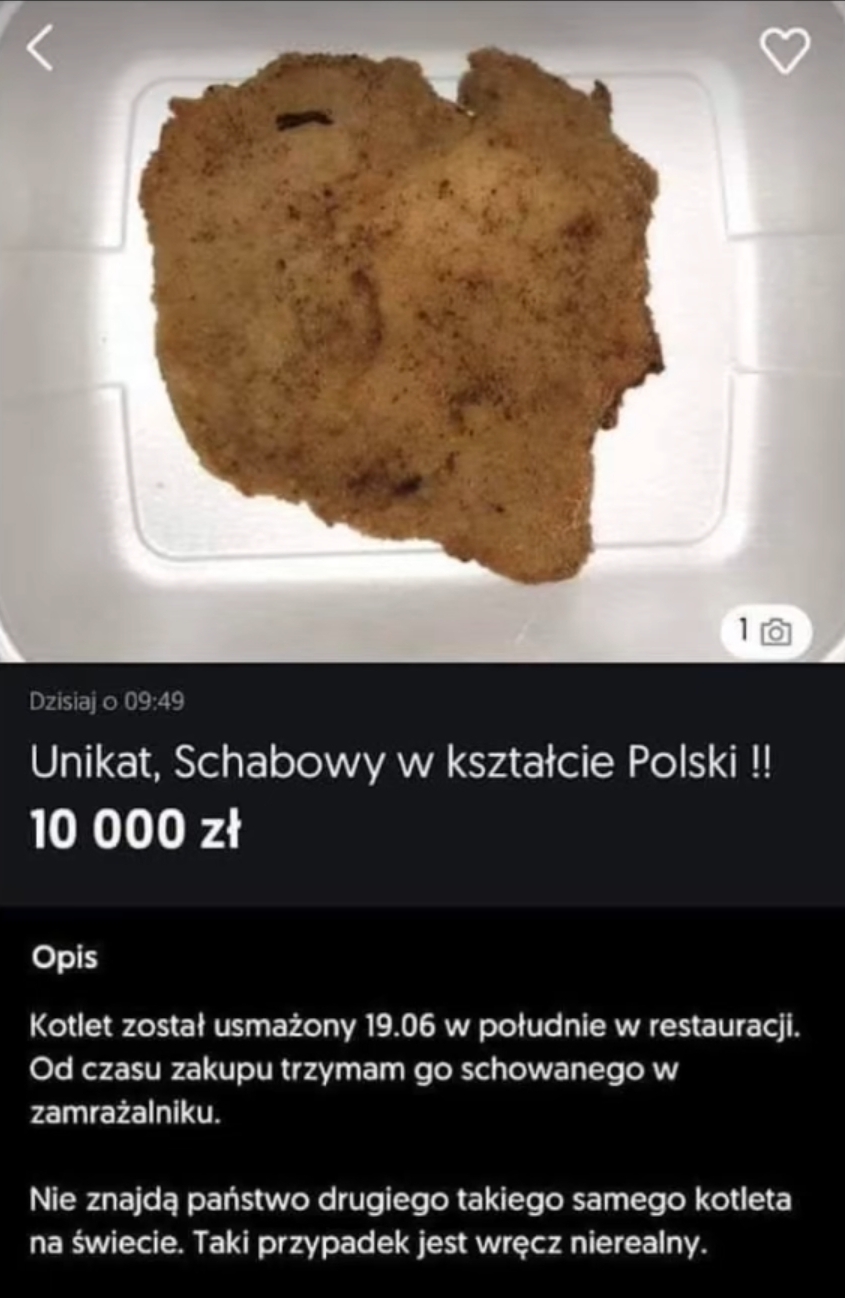 1
Dzisiaj o 09:49
Unikat, Schabowy w kształcie Polski !!
10 000 zł
Opis
Kotlet został usmażony 19.06 w południe w restauracji.
Od czasu zakupu trzymam go schowanego w
zamrażalniku.
Nie znajdą państwo drugiego takiego samego kotleta
na świecie. Taki przypadek jest wręcz nierealny.